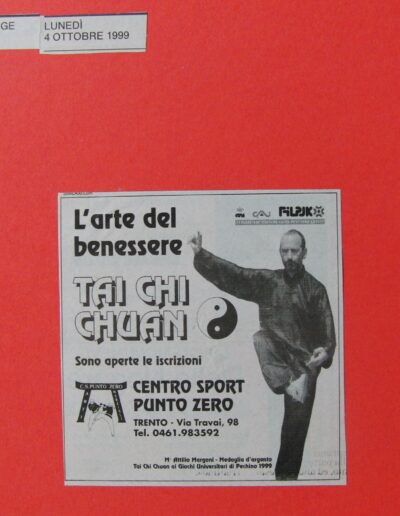 GE
LUNEDÌ
4 OTTOBRE 1999
L'arte del
benessere
FILPJK
TAI CHI
CHUAN
Sono aperte le iscrizioni
C.S. PUNTO ZERO
CENTRO SPORT
PUNTO ZERO
TRENTO - Via Travai, 98
Tel. 0461.983592
M° Attilio Margoni - Medaglia d'argento
Tai Chi Chuan ai Giochi Universitari di Pechino 1999